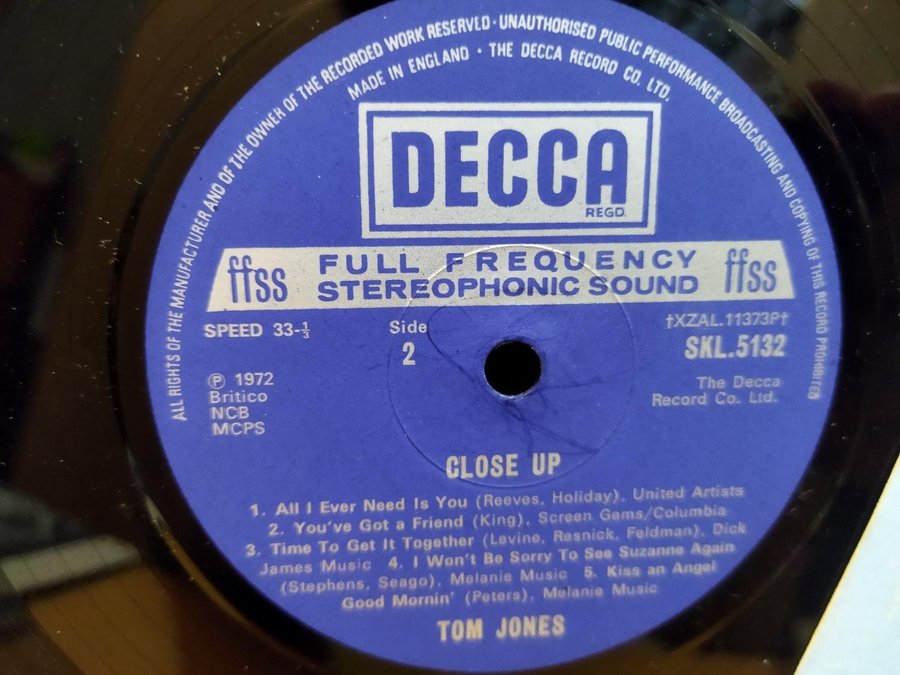 ALL RIGHTS OF THE MANUFACTURER AND OF THE OWNER OF THE RECORDED WORK RESERVED · UNAUTHORISED PUBLIC PERFORMANCE BROADCASTING AND COPYING OF THIS RECORD PROHIBITED
MADE IN ENGLAND · THE DECCA RECORD CO. LTD.
DECCA
REGD.
ffss FULL FREQUENCY ffss
STEREOPHONIC SOUND
SPEED 33-⅓
Side
2
†XZAL.11373P†
SKL.5132
℗ 1972
Britico
NCB
MCPS
The Decca
Record Co. Ltd.
CLOSE UP
1. All I Ever Need Is You (Reeves, Holiday), United Artists
2. You've Got a Friend (King), Screen Gems/Columbia
3. Time To Get It Together (Levine, Resnick, Feldman), Dick
James Music 4. I Won't Be Sorry To See Suzanne Again
(Stephens, Seago), Melanie Music 5. Kiss an Angel
Good Mornin' (Peters), Melanie Music
TOM JONES